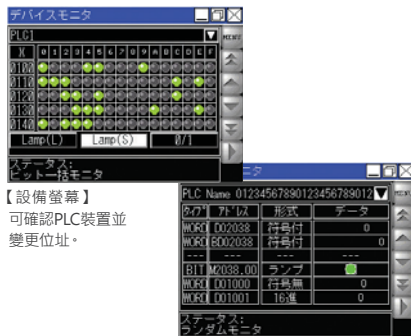 デバイスモニタ
PLC1
MENU
X 0 1 2 3 4 5 6 7 8 9 A B C D E F
0100
0110
0120
0130
0140
Lamp(L) Lamp(S) 0/1
ステータス:
ビット一括モニタ
【設備螢幕】
可確認PLC裝置並
變更位址。
ニタ
PLC Name 01234567890123456789012
タイプ アドレス 形式 データ
WORD D02038 符号付 0
WORD BD02038 符号付 0
--- --- --- ---
BIT M2038.00 ランプ
WORD D01000 符号無 0
WORD D01001 16進 0
ステータス:
ランダムモニタ